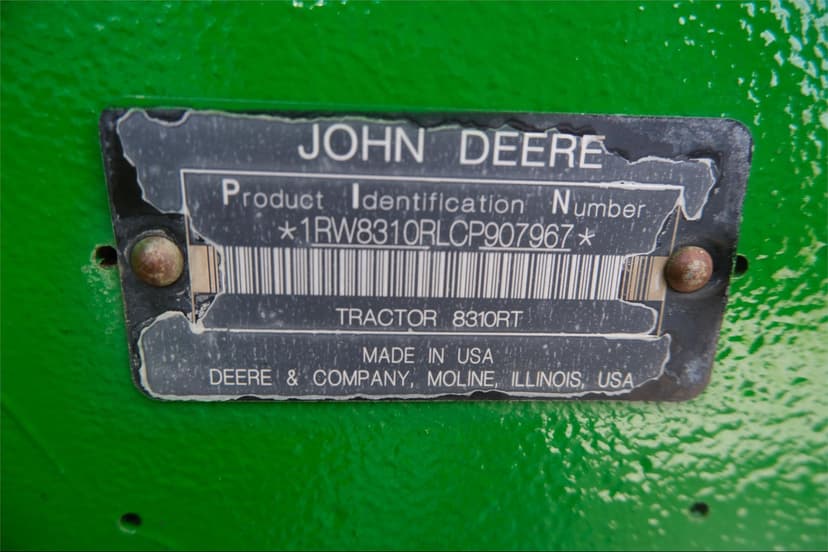 JOHN DEERE
Product Identification Number
*1RW8310RLCP907967*
TRACTOR 8310RT
MADE IN USA
DEERE & COMPANY, MOLINE, ILLINOIS, USA